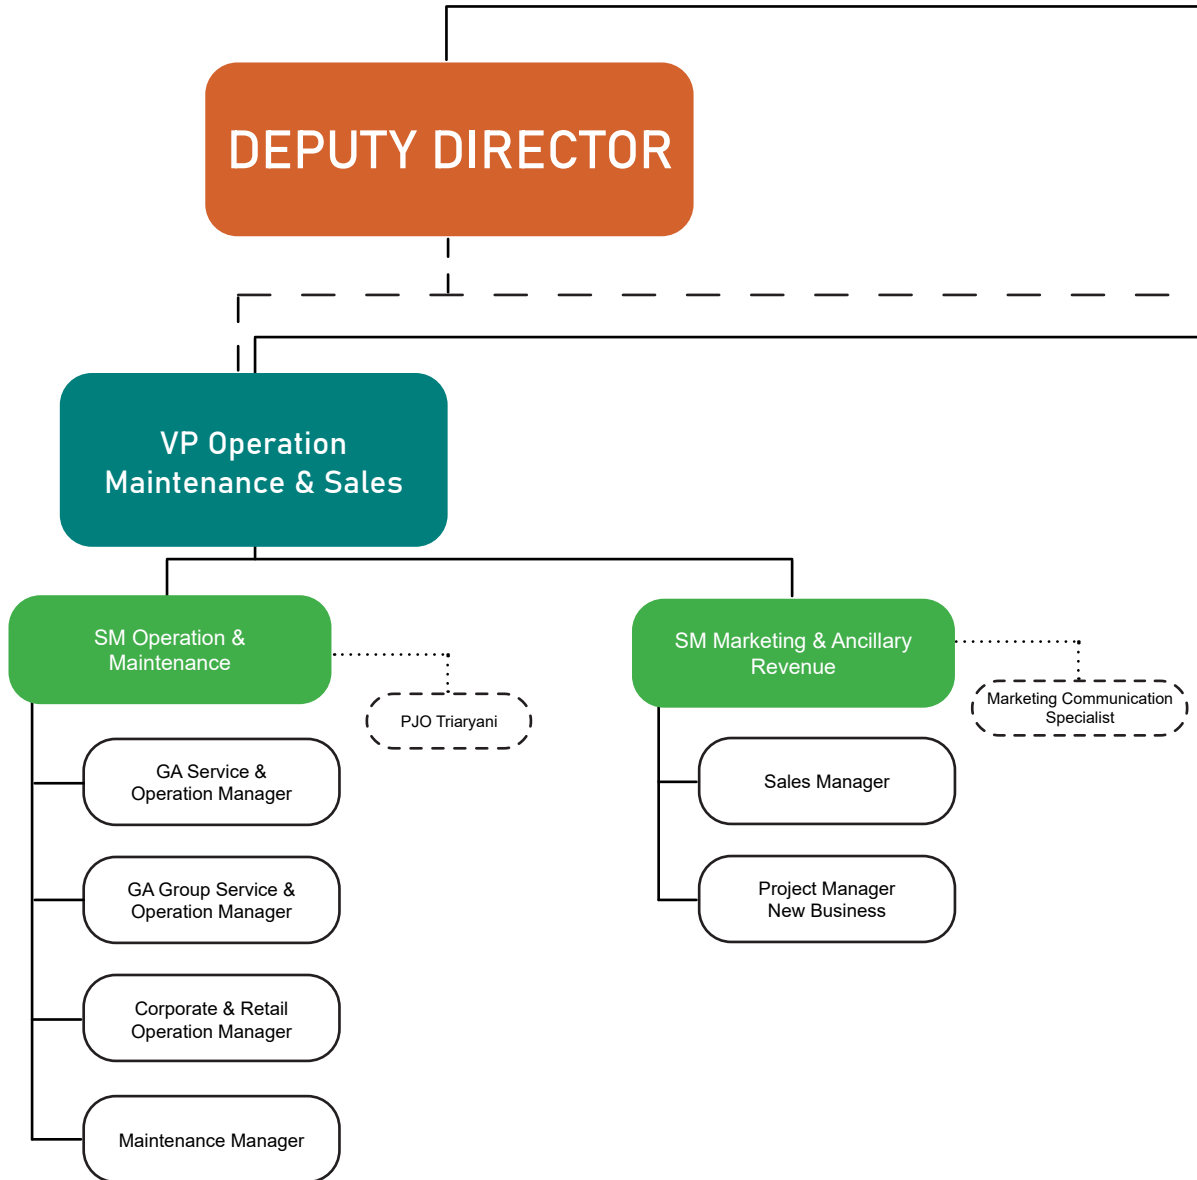 DEPUTY DIRECTOR
VP Operation
Maintenance & Sales
SM Operation &
Maintenance
PJO Triaryani
GA Service &
Operation Manager
GA Group Service &
Operation Manager
Corporate & Retail
Operation Manager
Maintenance Manager
SM Marketing & Ancillary
Revenue
Marketing Communication
Specialist
Sales Manager
Project Manager
New Business